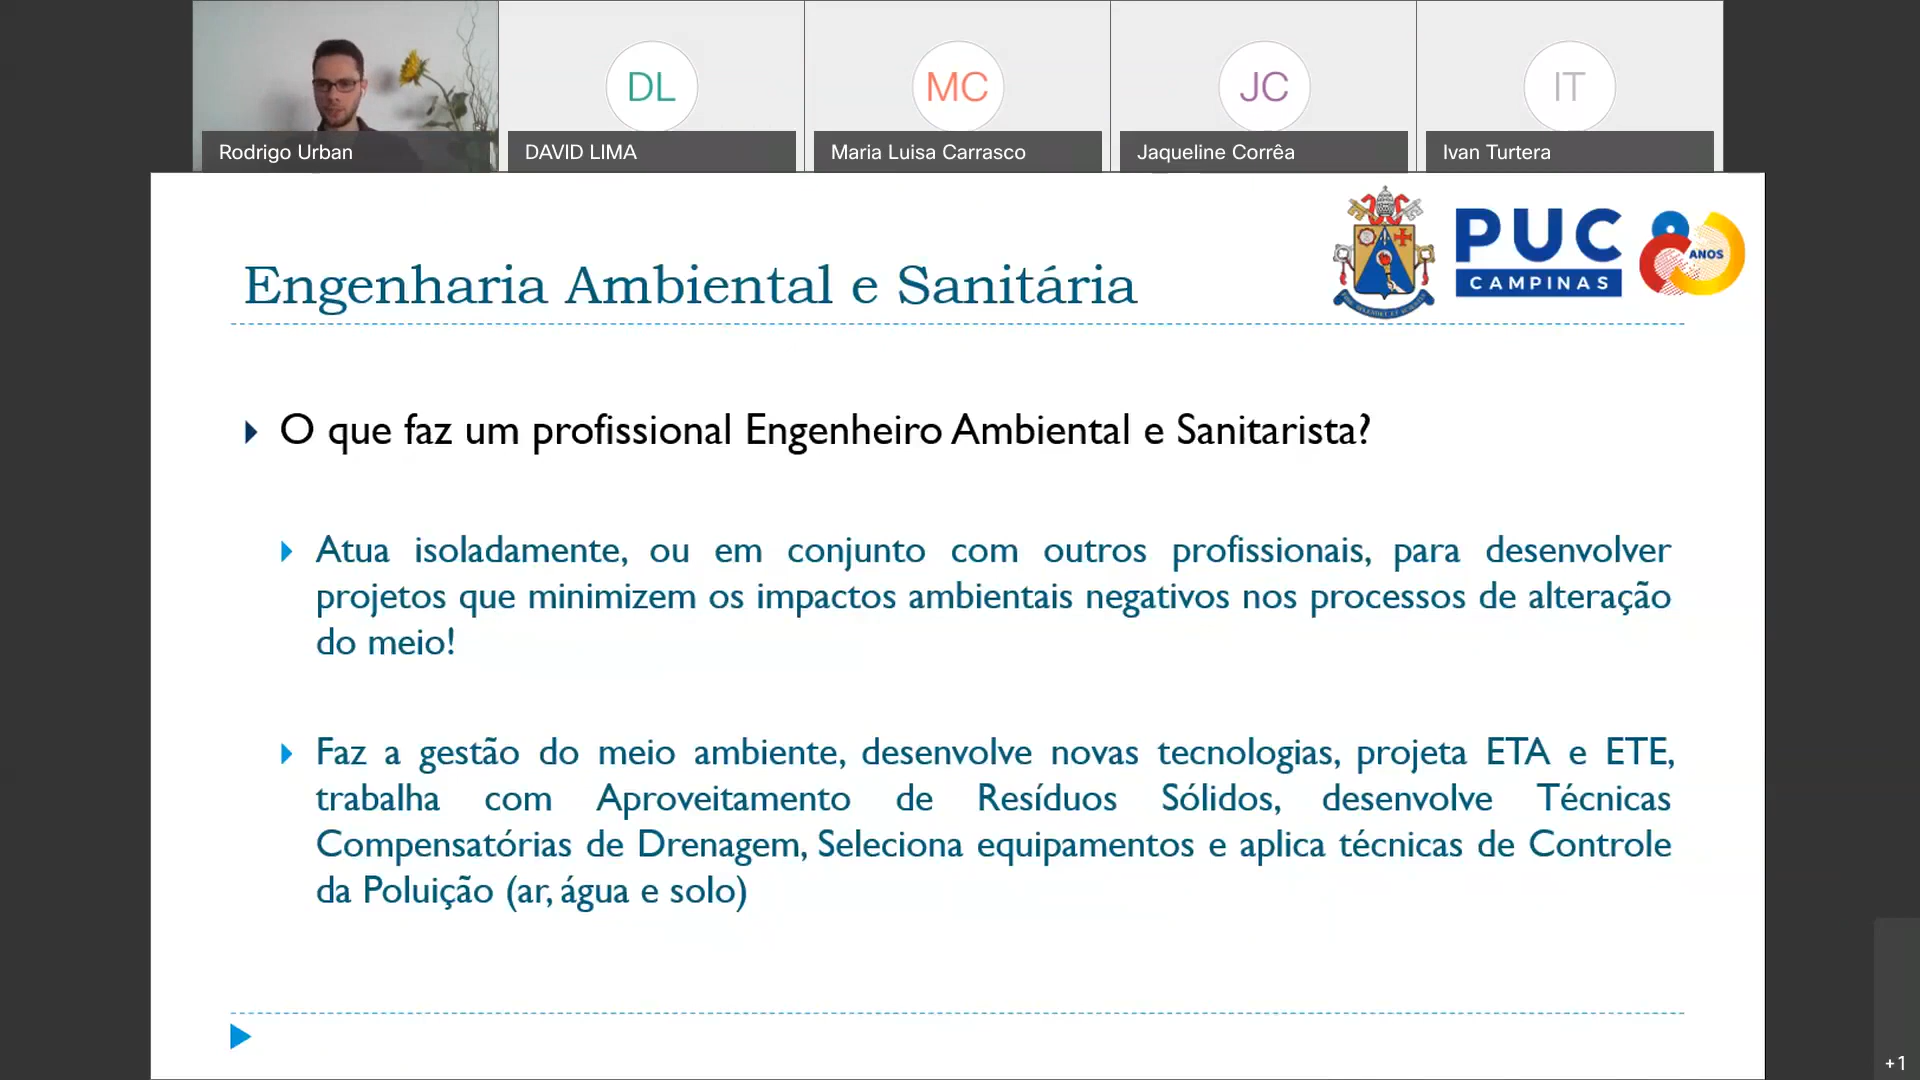 DL
MC
JC
IT
Rodrigo Urban
DAVID LIMA
Maria Luisa Carrasco
Jaqueline Corrêa
Ivan Turtera
PUC
CAMPINAS
80
ANOS
Engenharia Ambiental e Sanitária
O que faz um profissional Engenheiro Ambiental e Sanitarista?
Atua isoladamente, ou em conjunto com outros profissionais, para desenvolver
projetos que minimizem os impactos ambientais negativos nos processos de alteração
do meio!
Faz a gestão do meio ambiente, desenvolve novas tecnologias, projeta ETA e ETE,
trabalha com Aproveitamento de Resíduos Sólidos, desenvolve Técnicas
Compensatórias de Drenagem, Seleciona equipamentos e aplica técnicas de Controle
da Poluição (ar, água e solo)
+1